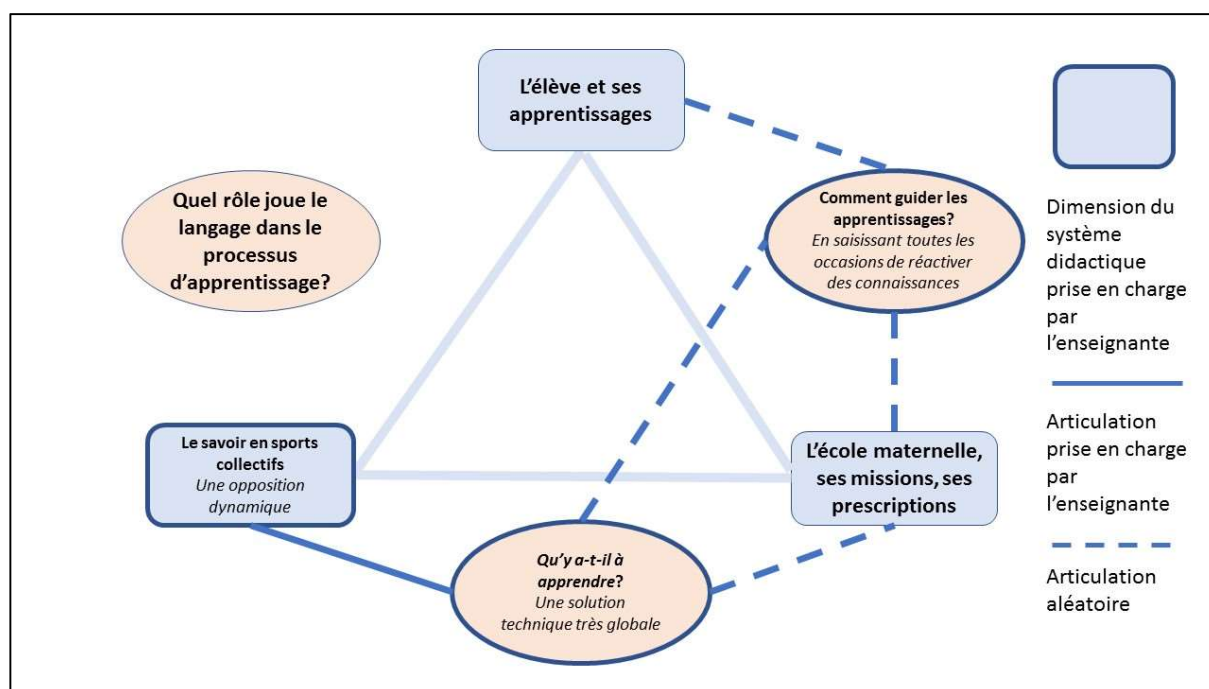 L’élève et ses
apprentissages
Quel rôle joue le
langage dans le
processus
d’apprentissage?
Comment guider les
apprentissages?
En saisissant toutes les
occasions de réactiver
des connaissances
Le savoir en sports
collectifs
Une opposition
dynamique
L’école maternelle,
ses missions, ses
prescriptions
Qu’y a-t-il à
apprendre?
Une solution
technique très globale
Dimension du
système
didactique
prise en charge
par
l’enseignante
Articulation
prise en charge
par
l’enseignante
Articulation
aléatoire